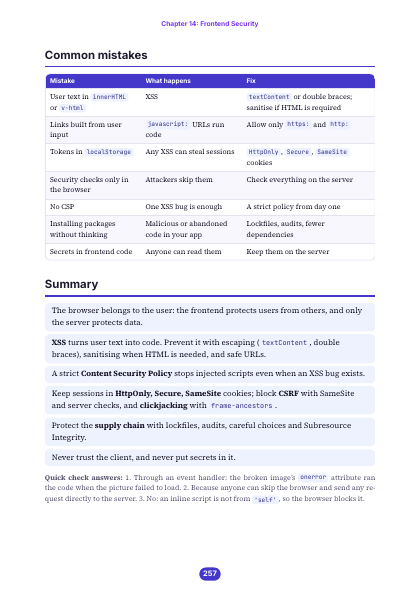 Chapter 14: Frontend Security
Common mistakes
Mistake What happens Fix
User text in innerHTML XSS textContent or double braces;
or v-html sanitise if HTML is required
Links built from user javascript: URLs run Allow only https: and http:
input code
Tokens in localStorage Any XSS can steal sessions HttpOnly, Secure, SameSite
cookies
Security checks only in Attackers skip them Check everything on the server
the browser
No CSP One XSS bug is enough A strict policy from day one
Installing packages Malicious or abandoned Lockfiles, audits, fewer
without thinking code in your app dependencies
Secrets in frontend code Anyone can read them Keep them on the server
Summary
The browser belongs to the user: the frontend protects users from others, and only
the server protects data.
XSS turns user text into code. Prevent it with escaping ( textContent , double
braces), sanitising when HTML is needed, and safe URLs.
A strict Content Security Policy stops injected scripts even when an XSS bug exists.
Keep sessions in HttpOnly, Secure, SameSite cookies; block CSRF with SameSite
and server checks, and clickjacking with frame-ancestors .
Protect the supply chain with lockfiles, audits, careful choices and Subresource
Integrity.
Never trust the client, and never put secrets in it.
Quick check answers: 1. Through an event handler: the broken image's onerror attribute ran
the code when the picture failed to load. 2. Because anyone can skip the browser and send any re-
quest directly to the server. 3. No: an inline script is not from 'self' , so the browser blocks it.
257